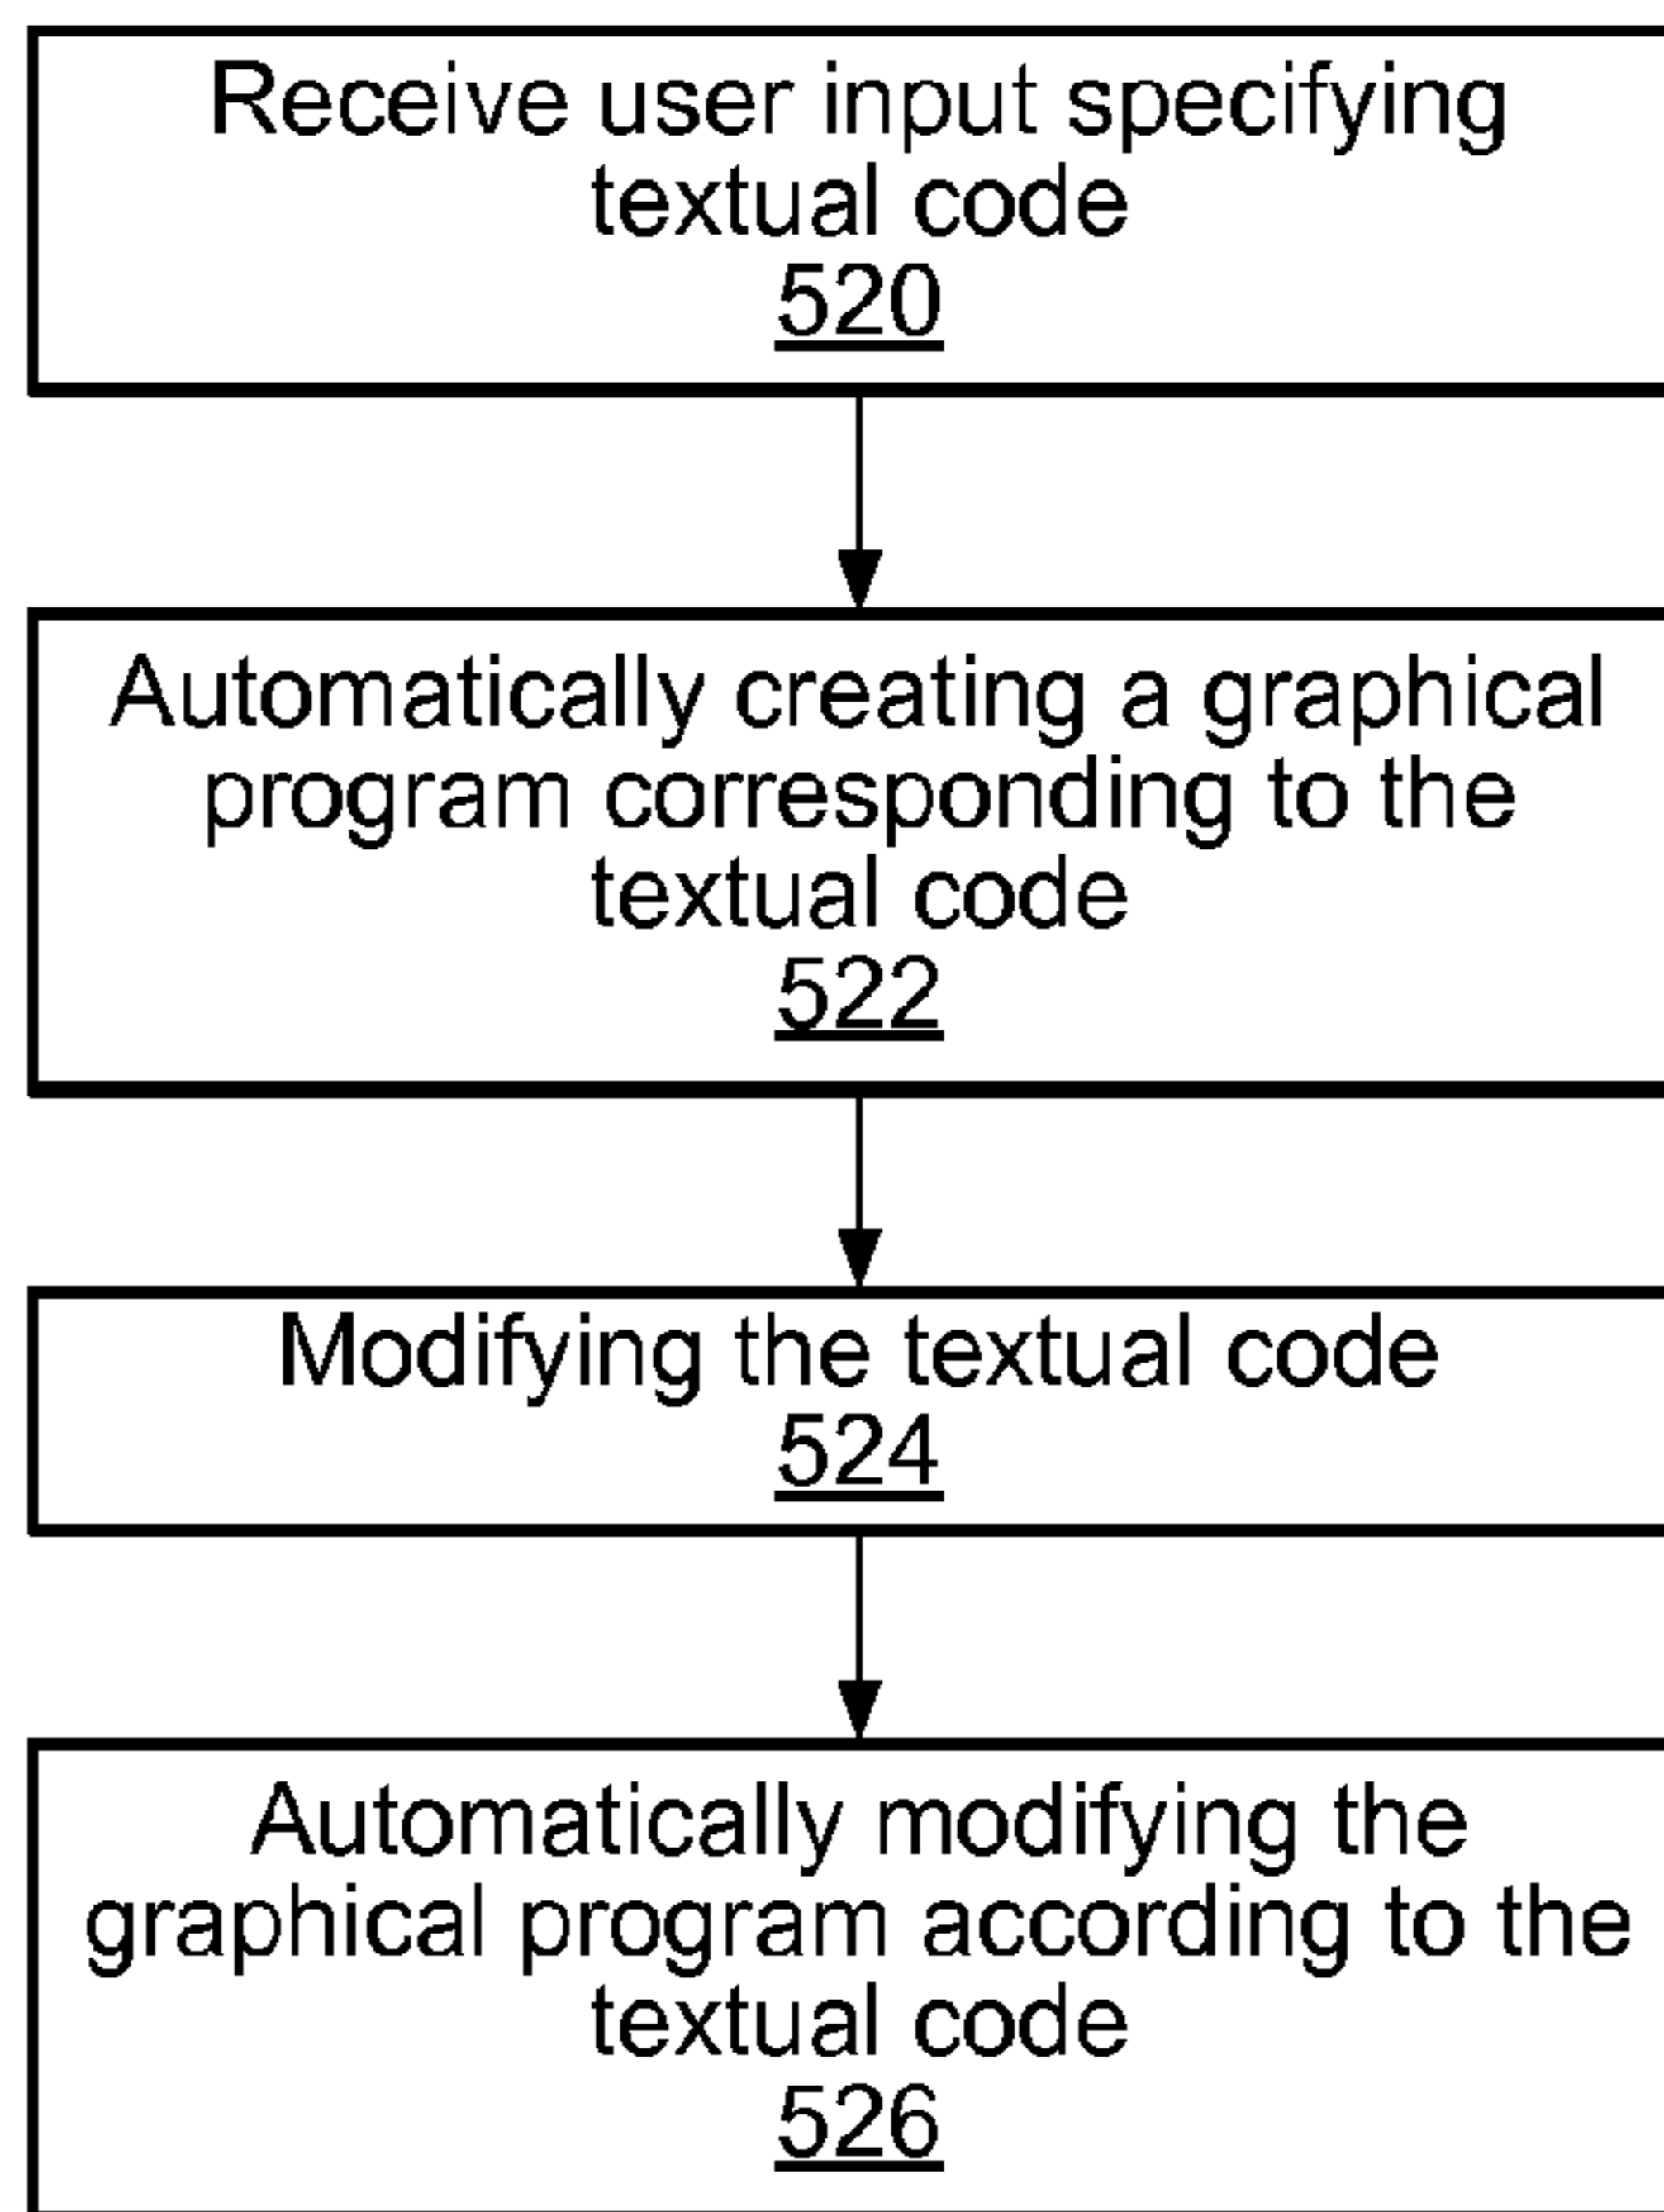 Receive user input specifying
textual code
520
Automatically creating a graphical
program corresponding to the
textual code
522
Modifying the textual code
524
Automatically modifying the
graphical program according to the
textual code
526